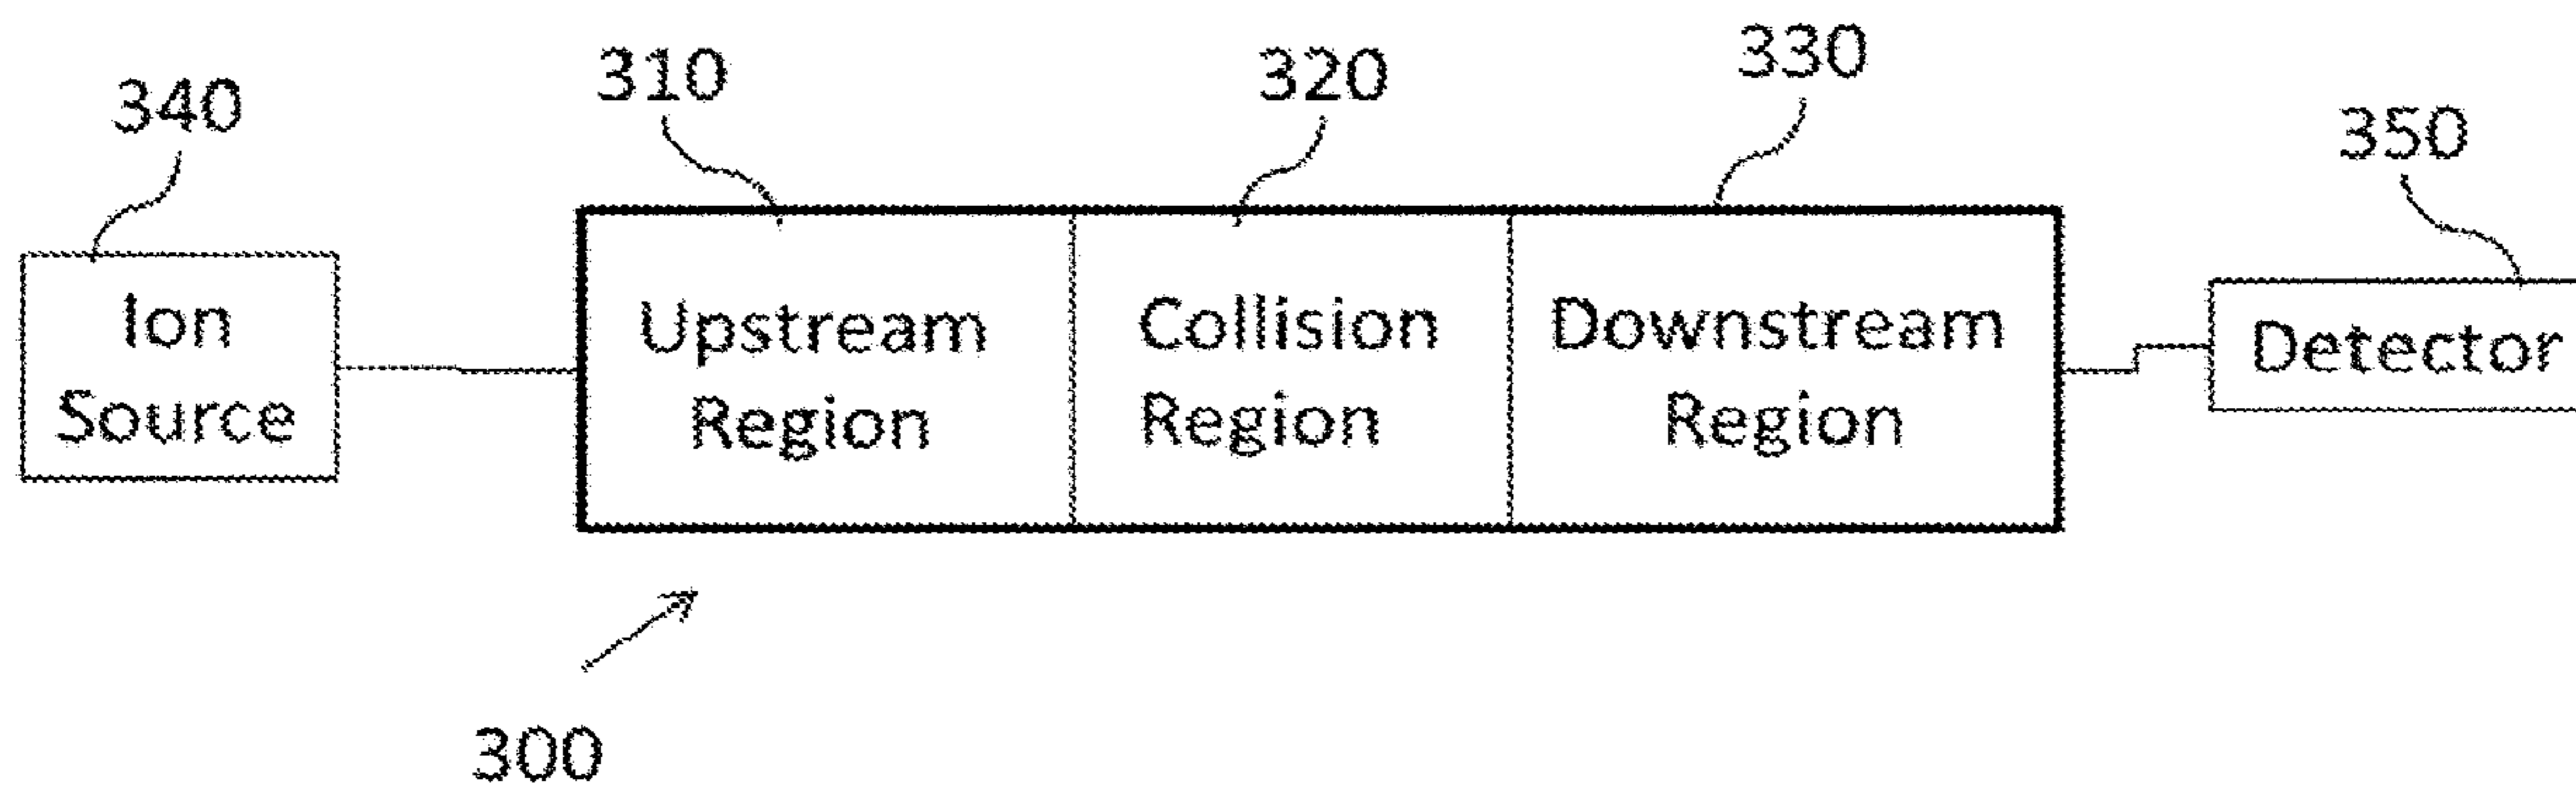 340
310
320
330
350
Ion
Source
Upstream
Region
Collision
Region
Downstream
Region
Detector
300